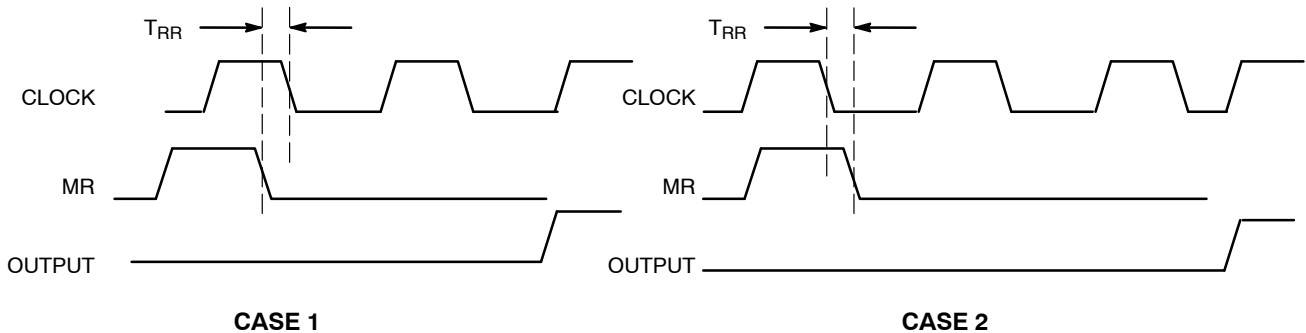 T_RR T_RR
CLOCK CLOCK
MR MR
OUTPUT OUTPUT
CASE 1 CASE 2